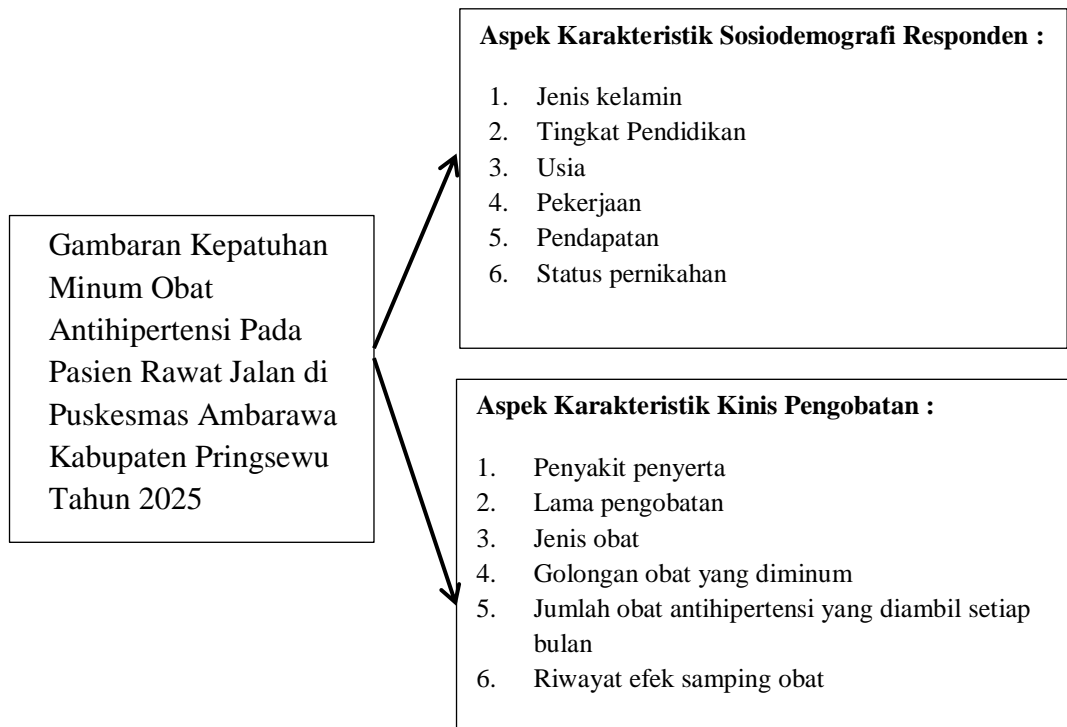 Gambaran Kepatuhan
Minum Obat
Antihipertensi Pada
Pasien Rawat Jalan di
Puskesmas Ambarawa
Kabupaten Pringsewu
Tahun 2025
Aspek Karakteristik Sosiodemografi Responden :
1. Jenis kelamin
2. Tingkat Pendidikan
3. Usia
4. Pekerjaan
5. Pendapatan
6. Status pernikahan
Aspek Karakteristik Kinis Pengobatan :
1. Penyakit penyerta
2. Lama pengobatan
3. Jenis obat
4. Golongan obat yang diminum
5. Jumlah obat antihipertensi yang diambil setiap
bulan
6. Riwayat efek samping obat